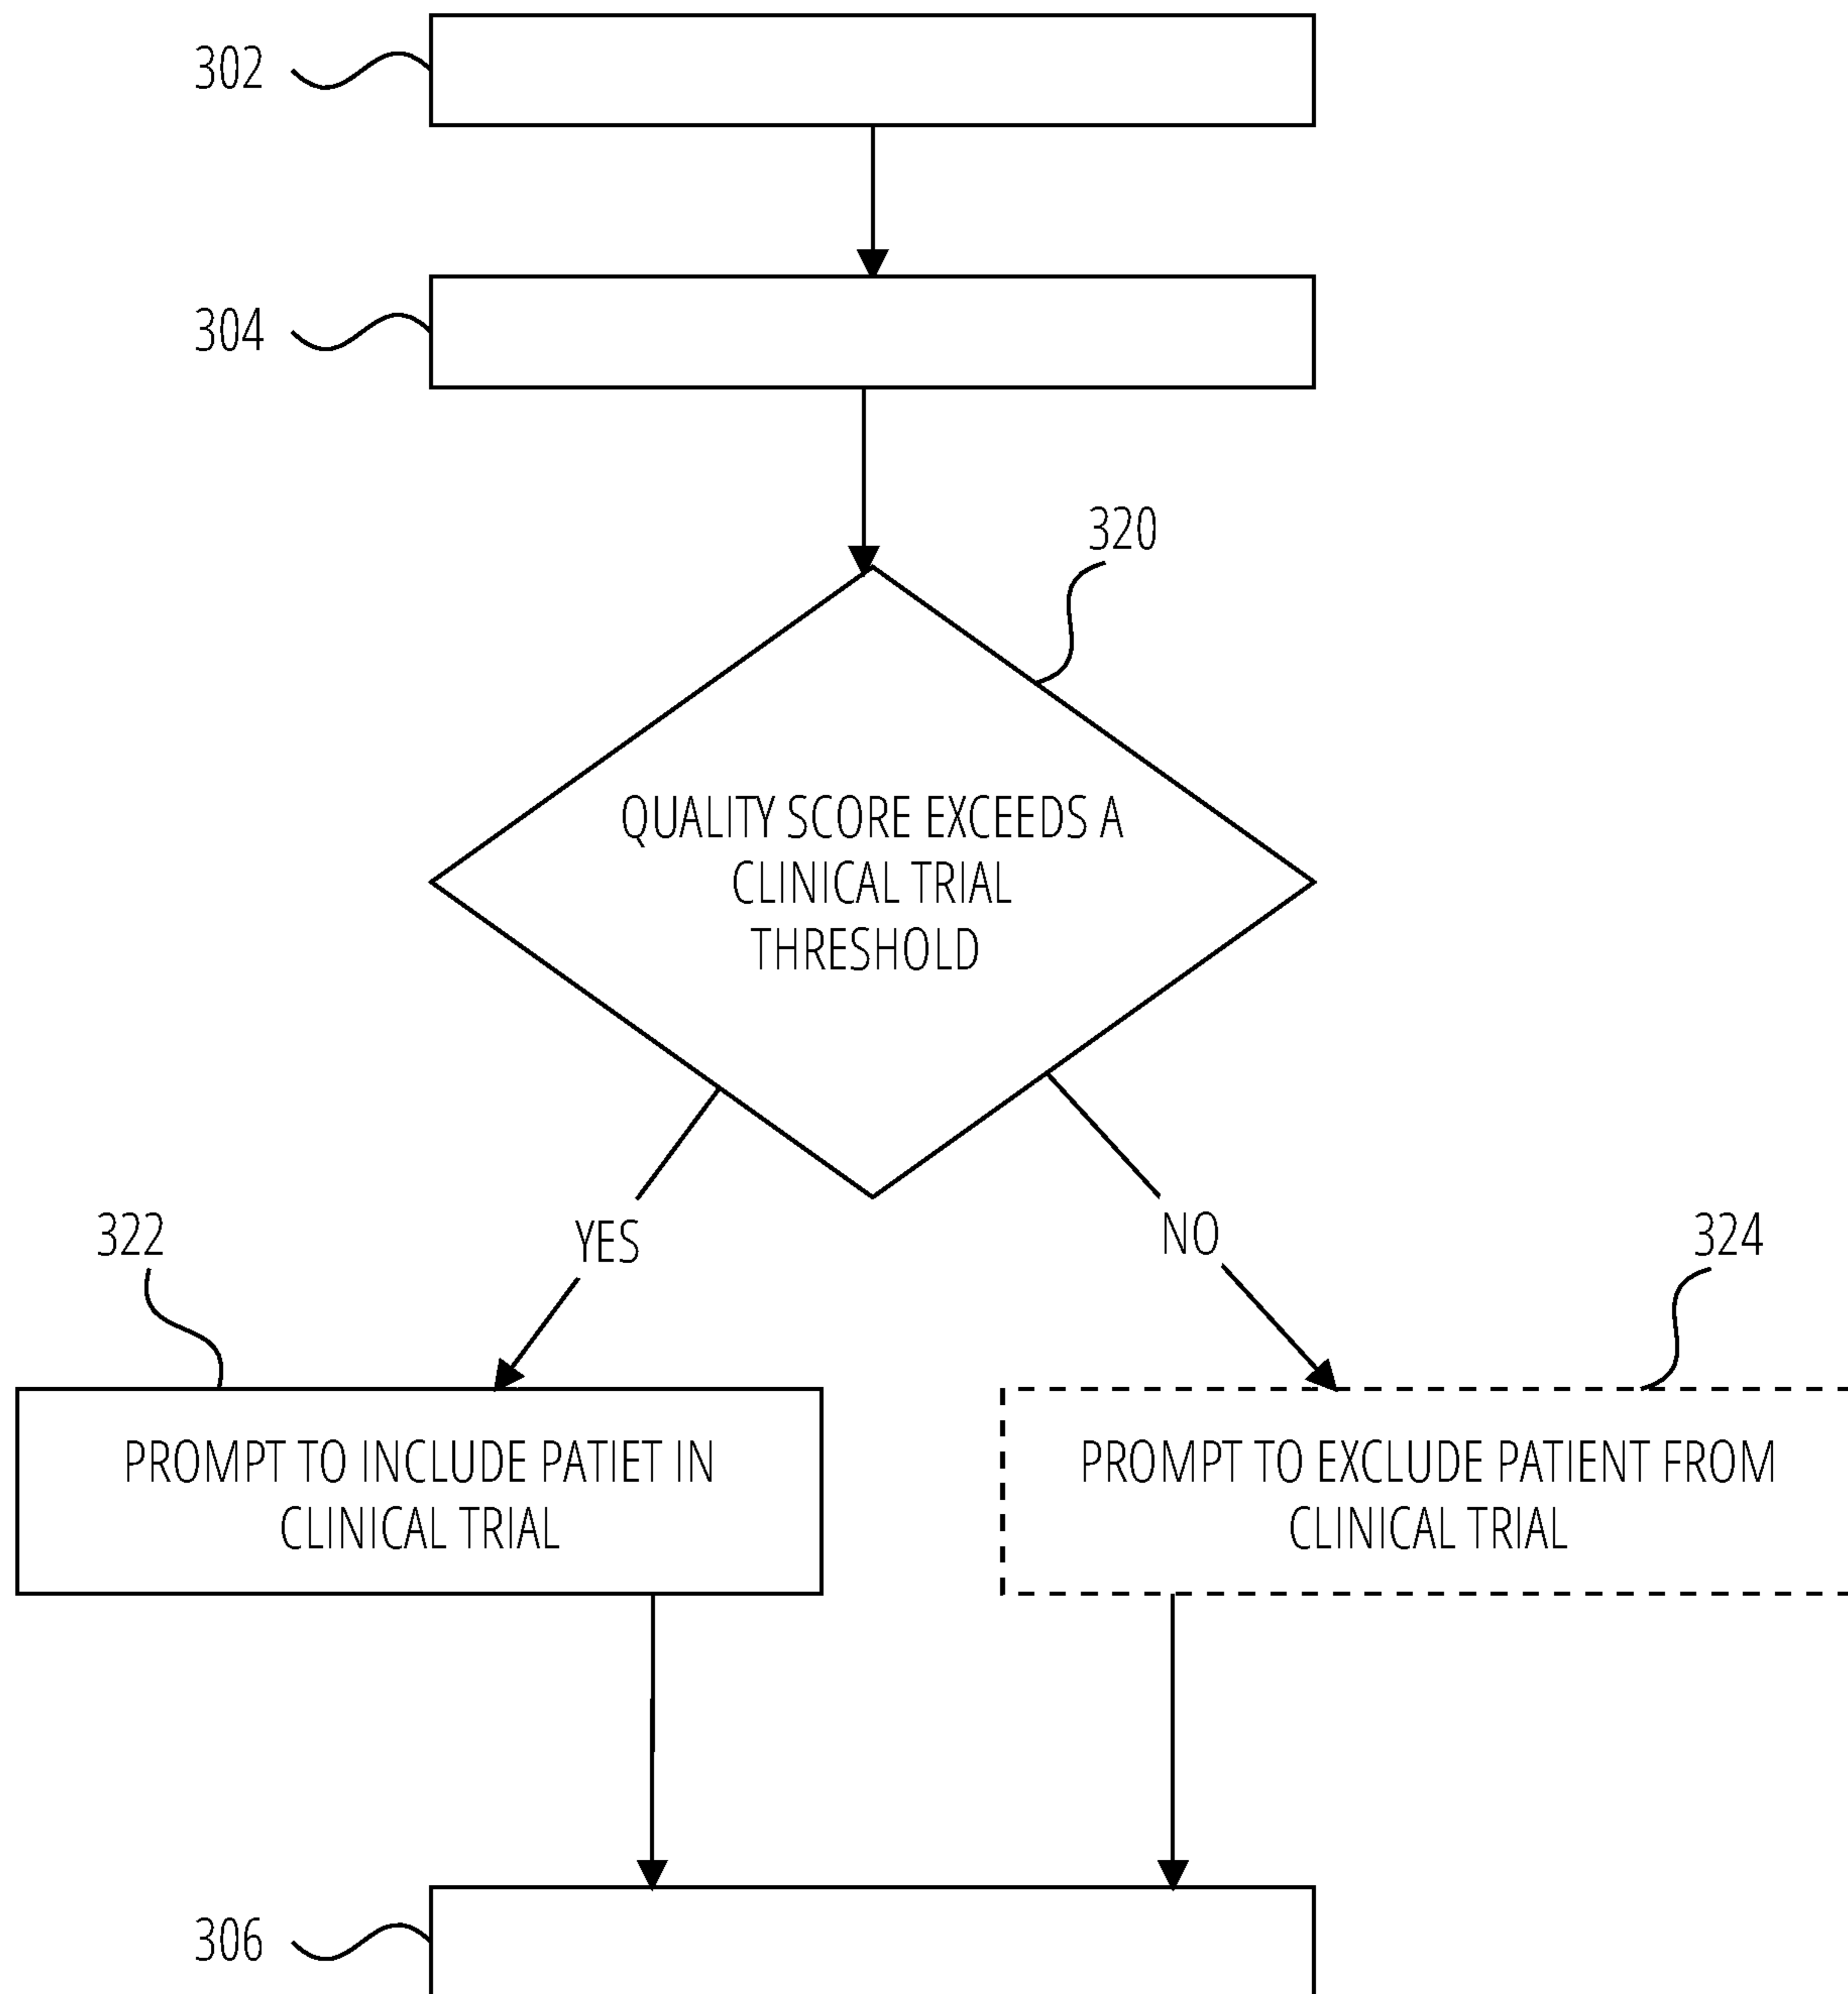 302
304
320
QUALITY SCORE EXCEEDS A
CLINICAL TRIAL
THRESHOLD
YES
NO
322
324
PROMPT TO INCLUDE PATIET IN
CLINICAL TRIAL
PROMPT TO EXCLUDE PATIENT FROM
CLINICAL TRIAL
306